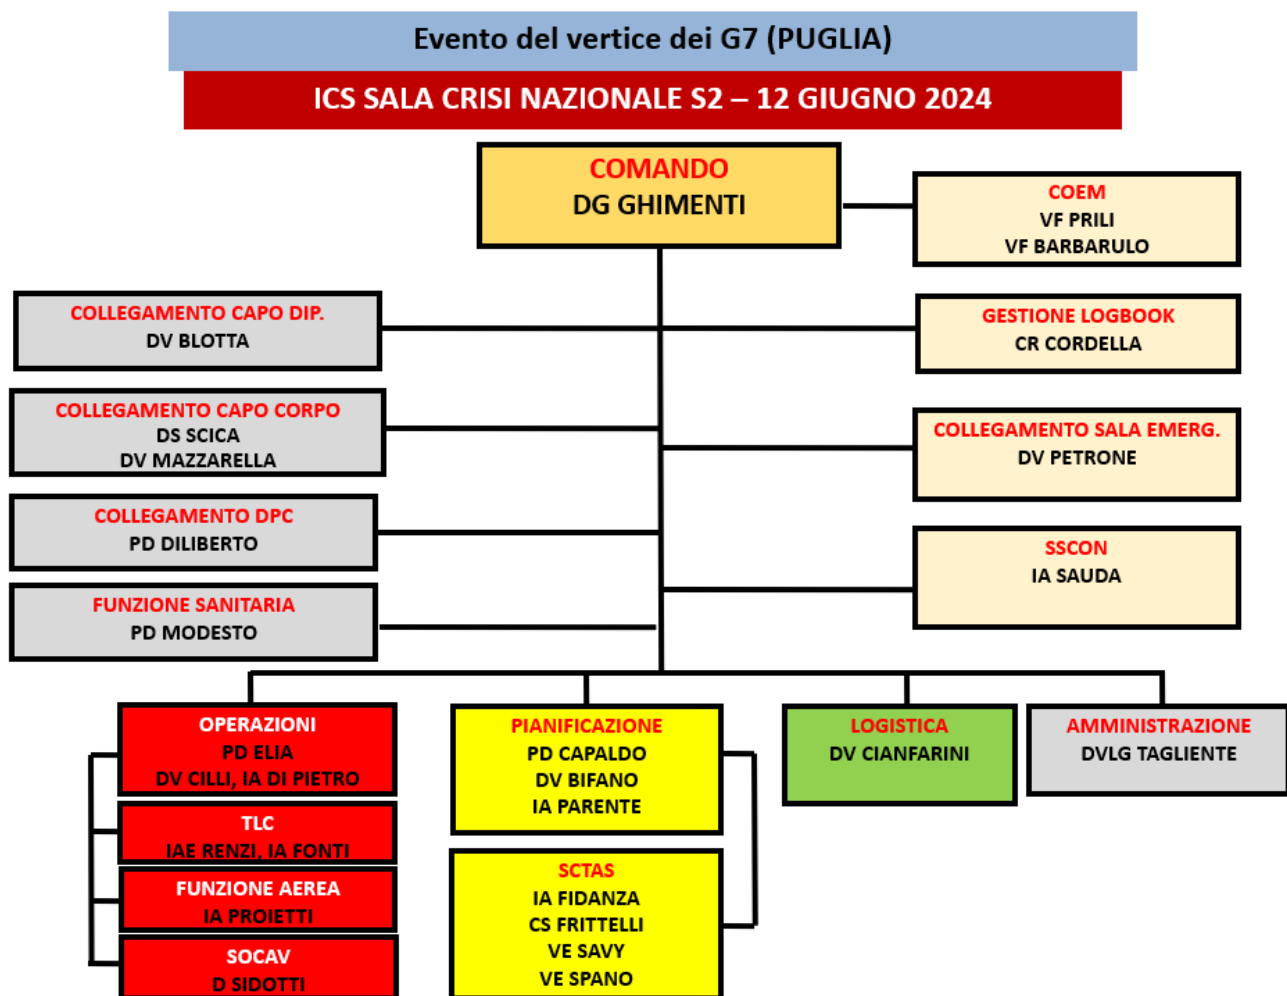 Evento del vertice dei G7 (PUGLIA)
ICS SALA CRISI NAZIONALE S2 – 12 GIUGNO 2024
COMANDO
DG GHIMENTI
COEM
VF PRILI
VF BARBARULO
COLLEGAMENTO CAPO DIP.
DV BLOTTA
GESTIONE LOGBOOK
CR CORDELLA
COLLEGAMENTO CAPO CORPO
DS SCICA
DV MAZZARELLA
COLLEGAMENTO SALA EMERG.
DV PETRONE
COLLEGAMENTO DPC
PD DILIBERTO
SSCON
IA SAUDA
FUNZIONE SANITARIA
PD MODESTO
OPERAZIONI
PD ELIA
DV CILLI, IA DI PIETRO
TLC
IAE RENZI, IA FONTI
FUNZIONE AEREA
IA PROIETTI
SOCAV
D SIDOTTI
PIANIFICAZIONE
PD CAPALDO
DV BIFANO
IA PARENTE
SCTAS
IA FIDANZA
CS FRITTELLI
VE SAVY
VE SPANO
LOGISTICA
DV CIANFARINI
AMMINISTRAZIONE
DVLG TAGLIENTE